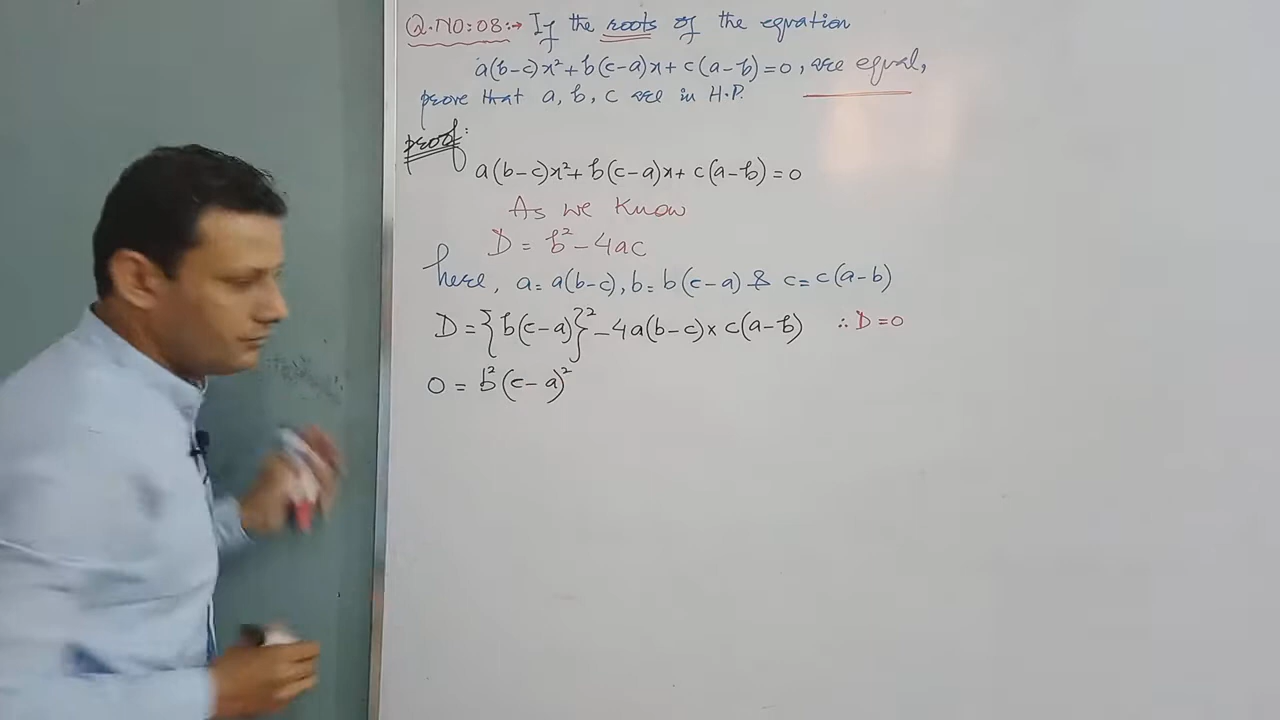 Q.NO:08:→ If the roots of the equation
a(b-c)x²+b(c-a)x+c(a-b)=0, are equal,
prove that a, b, c are in H.P.
proof:
a(b-c)x²+b(c-a)x+c(a-b)=0
As we know
D = b²-4ac
here, a= a(b-c), b= b(c-a) & c= c(a-b)
D = {b(c-a)}²-4a(b-c)×c(a-b) ∴ D=0
0 = b²(c-a)²